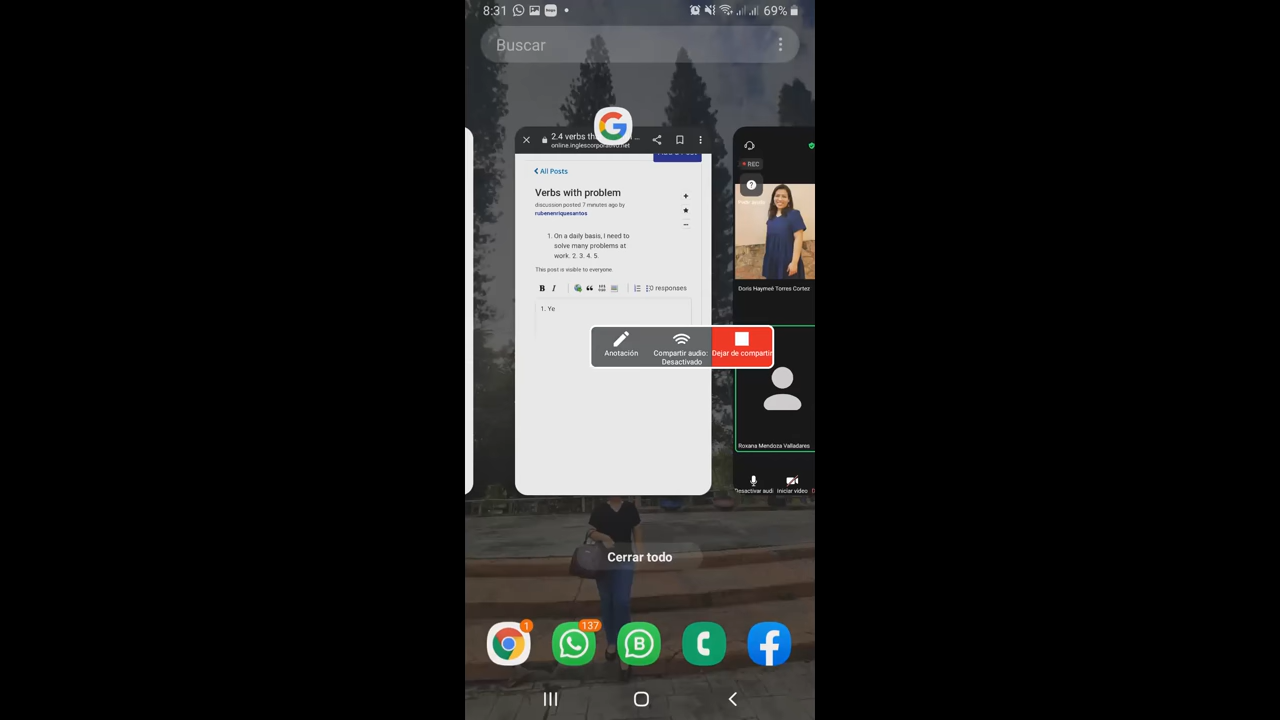 8:31
69%
Buscar
2.4 verbs th
online.inglescorporativo.net
All Posts
Verbs with problem
discussion posted 7 minutes ago by
rubenenriquesantos
1. On a daily basis, I need to
solve many problems at
work. 2. 3. 4. 5.
This post is visible to everyone.
B I
0 responses
1. Ye
Anotación
Compartir audio:
Desactivado
Dejar de compartir
REC
Doris Haymeé Torres Cortez
Roxana Mendoza Valladares
Desactivar audi
Iniciar video
Cerrar todo
1
137
B